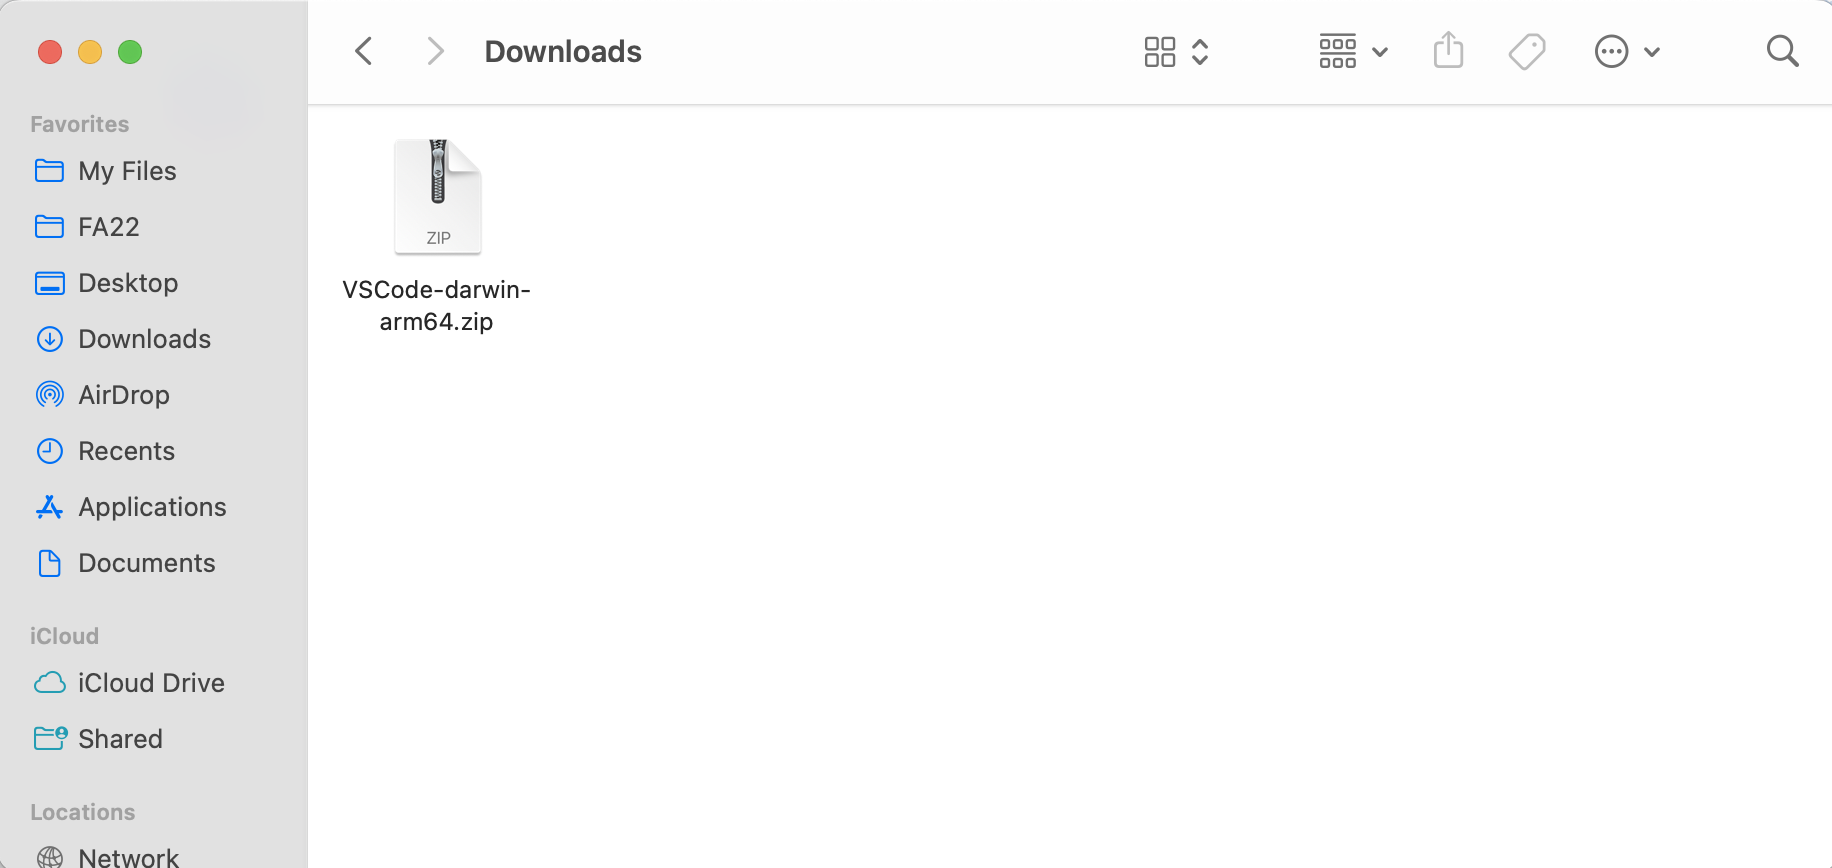 Downloads
Favorites
My Files
FA22
Desktop
Downloads
AirDrop
Recents
Applications
Documents
iCloud
iCloud Drive
Shared
Locations
Network
ZIP
VSCode-darwin-
arm64.zip